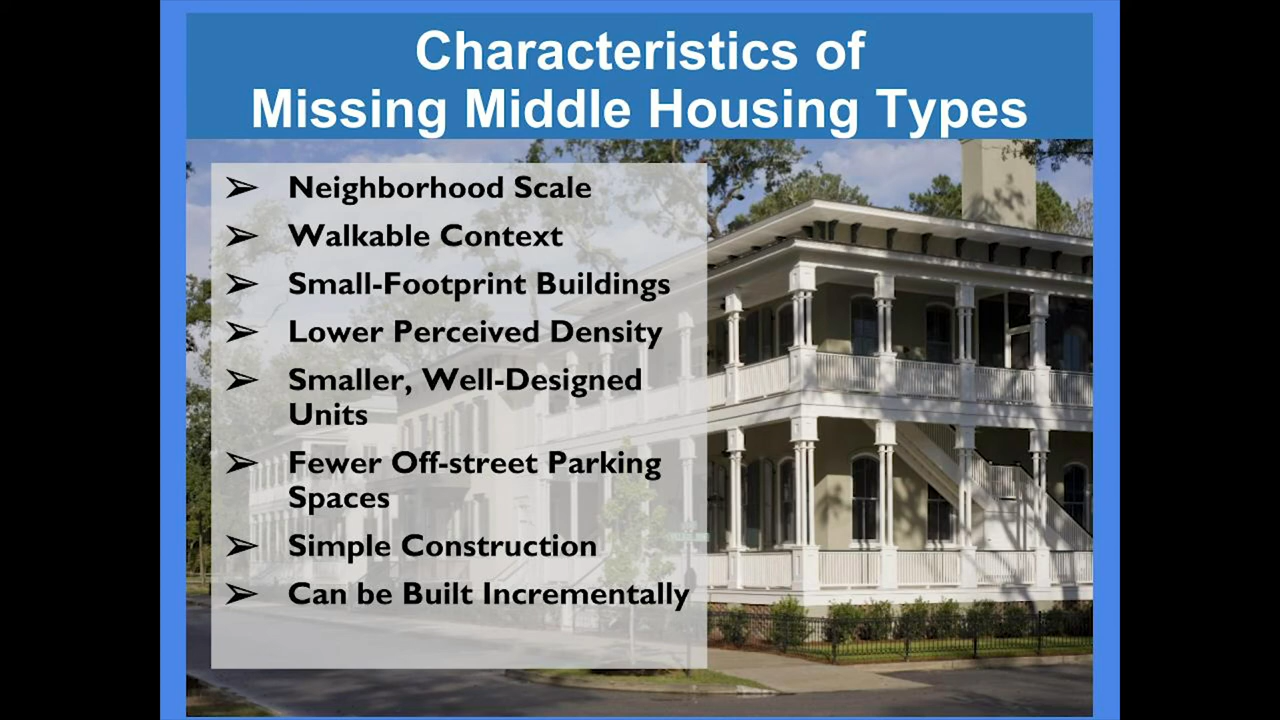 Characteristics of
Missing Middle Housing Types
➢ Neighborhood Scale
➢ Walkable Context
➢ Small-Footprint Buildings
➢ Lower Perceived Density
➢ Smaller, Well-Designed
Units
➢ Fewer Off-street Parking
Spaces
➢ Simple Construction
➢ Can be Built Incrementally